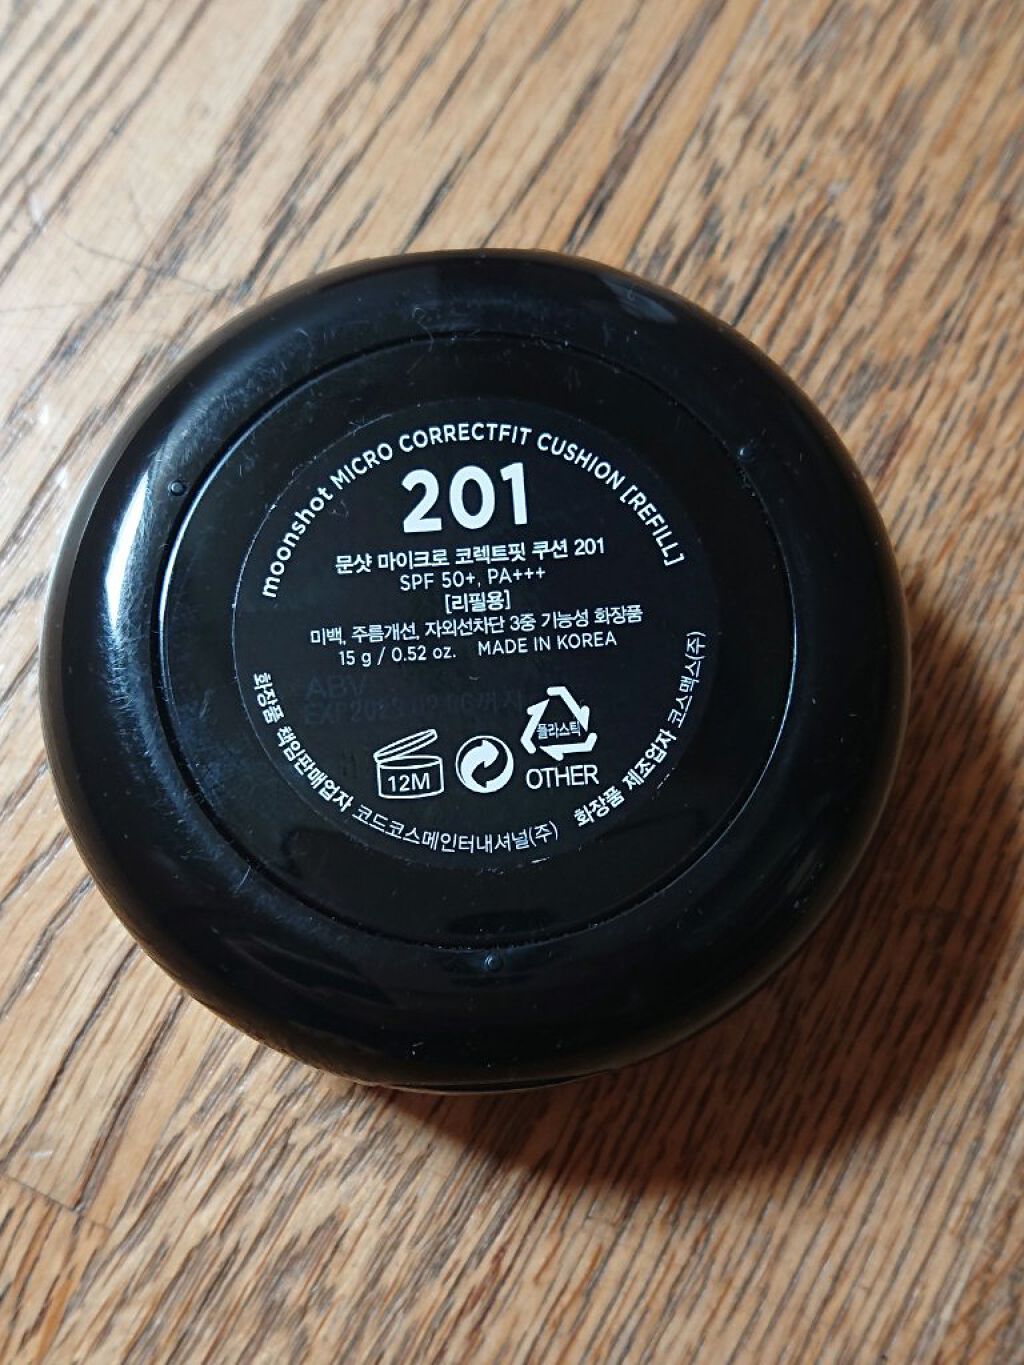 moonshot MICRO CORRECTFIT CUSHION [REFILL]
201
문샷 마이크로 코렉트핏 쿠션 201
SPF 50+, PA+++
[리필용]
미백, 주름개선, 자외선차단 3중 기능성 화장품
15 g / 0.52 oz. MADE IN KOREA
ABV
플라스틱
12M
OTHER
화장품 책임판매업자 코드코스메인터내셔널(주)
화장품 제조업자 코스맥스(주)